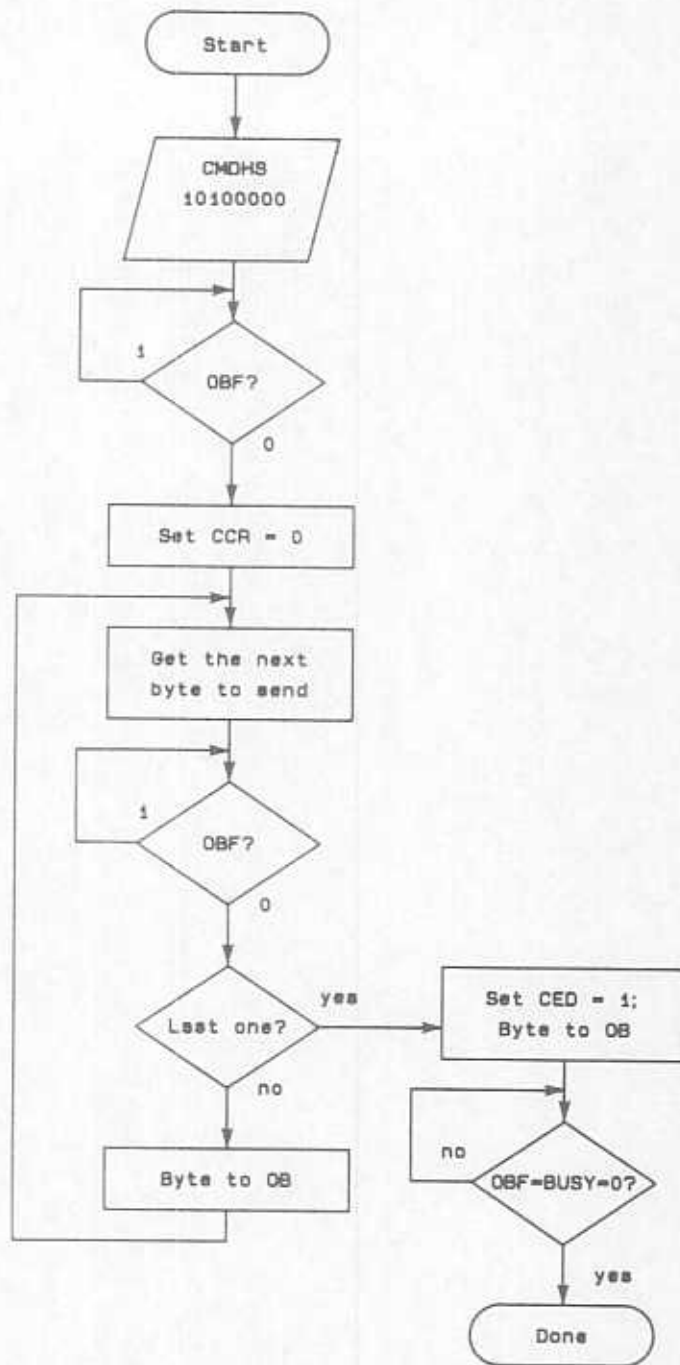 Start
CMDHS
10100000
1
OBF?
0
Set CCR = 0
Get the next
byte to send
1
OBF?
0
Last one?
yes
no
Byte to OB
Set CED = 1;
Byte to OB
no
OBF=BUSY=0?
yes
Done